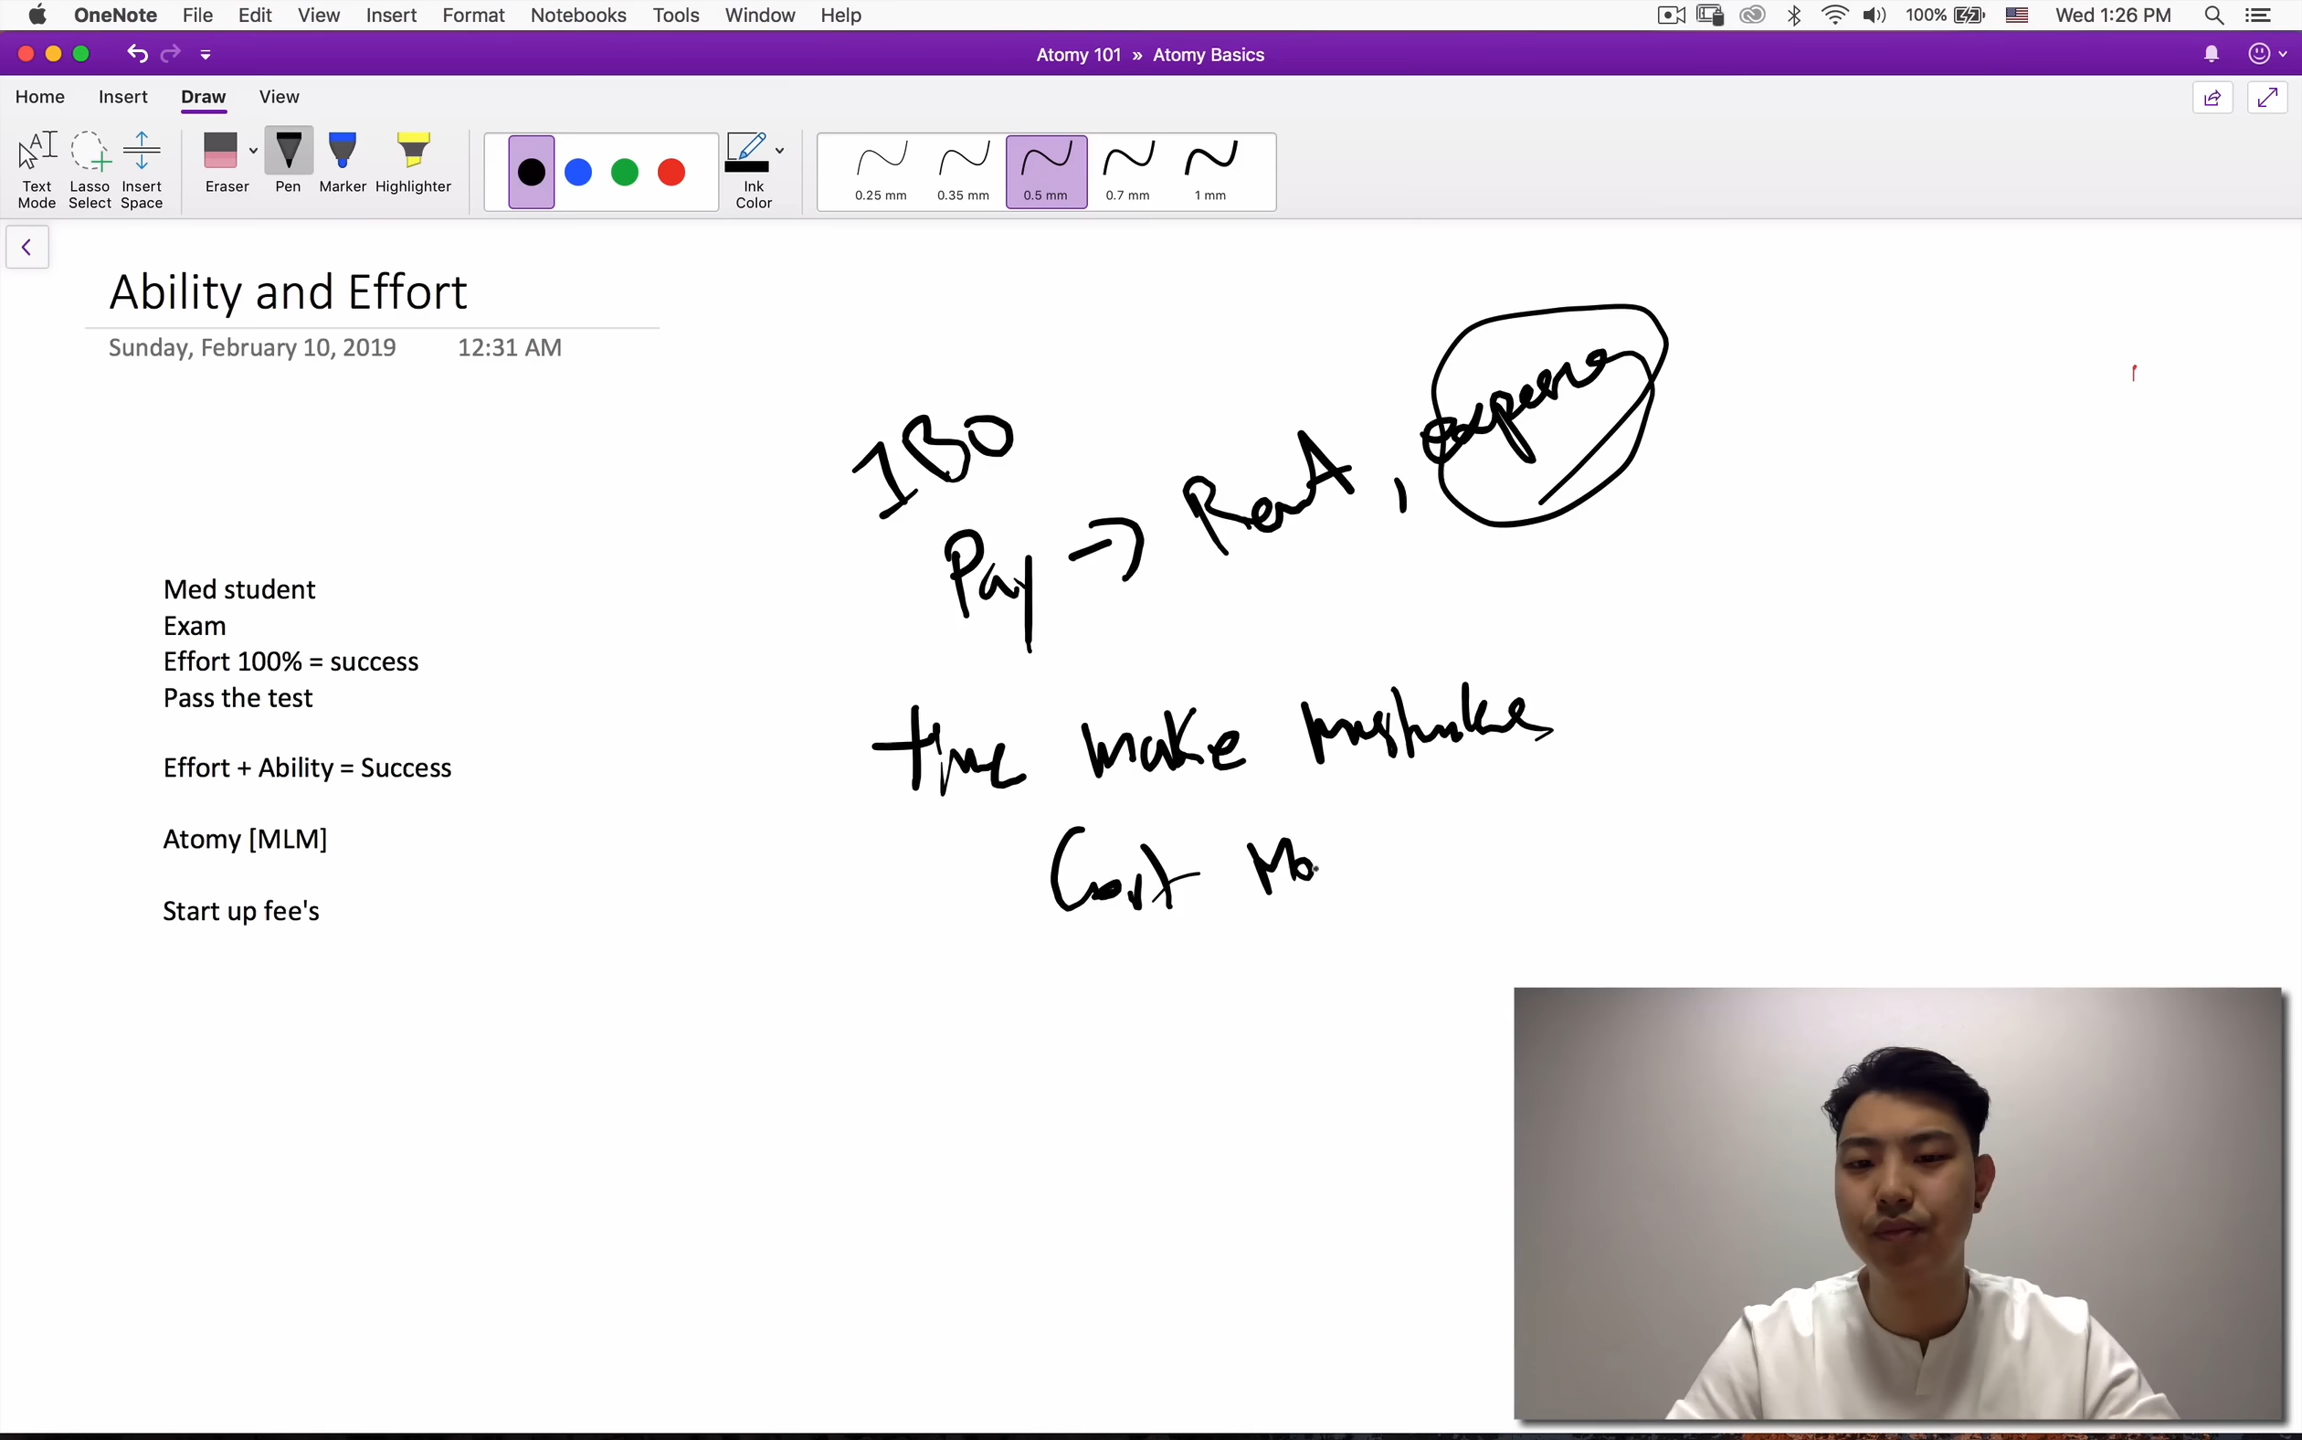 OneNote File Edit View Insert Format Notebooks Tools Window Help 100% Wed 1:26 PM
Atomy 101 » Atomy Basics
Home Insert Draw View
Text Mode Lasso Select Insert Space Eraser Pen Marker Highlighter Ink Color 0.25 mm 0.35 mm 0.5 mm 0.7 mm 1 mm
Ability and Effort
Sunday, February 10, 2019 12:31 AM
IBO
Pay → Rent,
Med student
Exam
Effort 100% = success
Pass the test
time make mistakes
Effort + Ability = Success
Atomy [MLM]
Cost Mo
Start up fee's